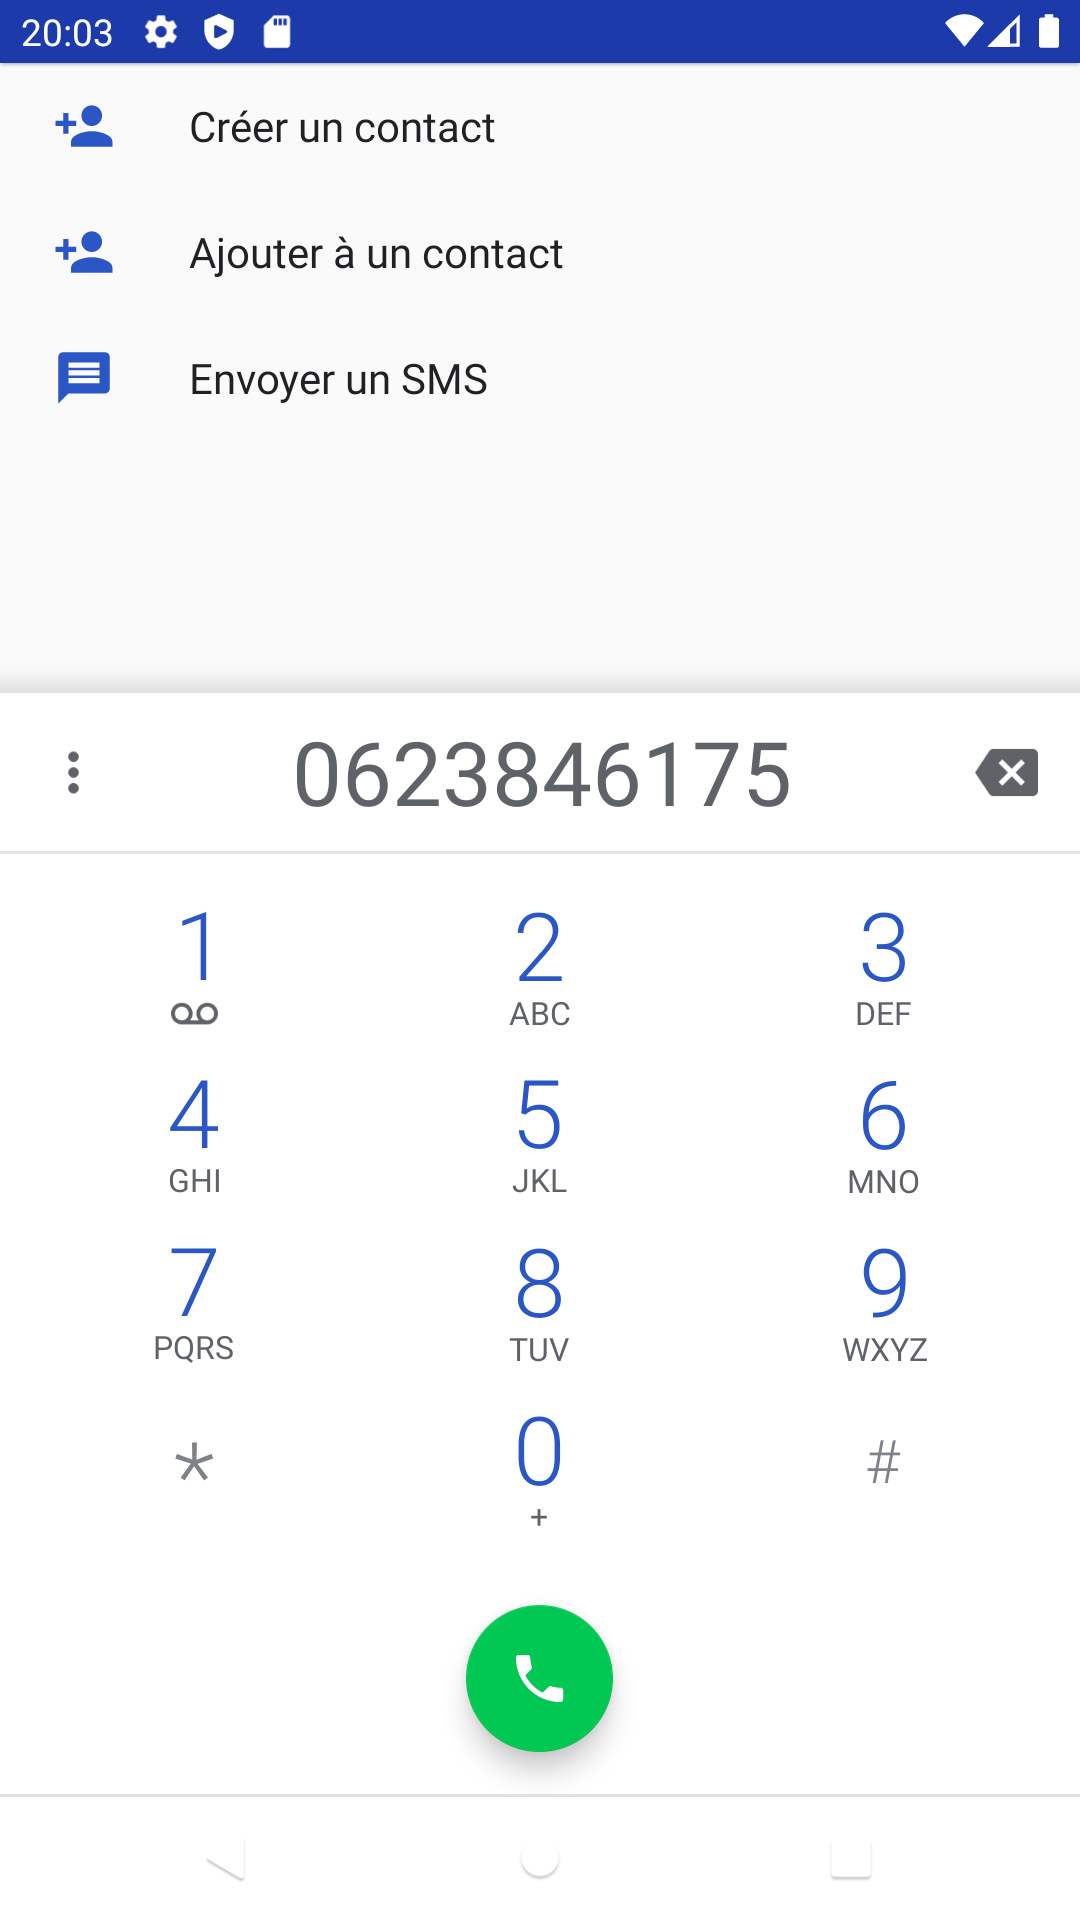 20:03
Créer un contact
Ajouter à un contact
Envoyer un SMS
0623846175
1 2 3
ABC DEF
4 5 6
GHI JKL MNO
7 8 9
PQRS TUV WXYZ
* 0 #
+